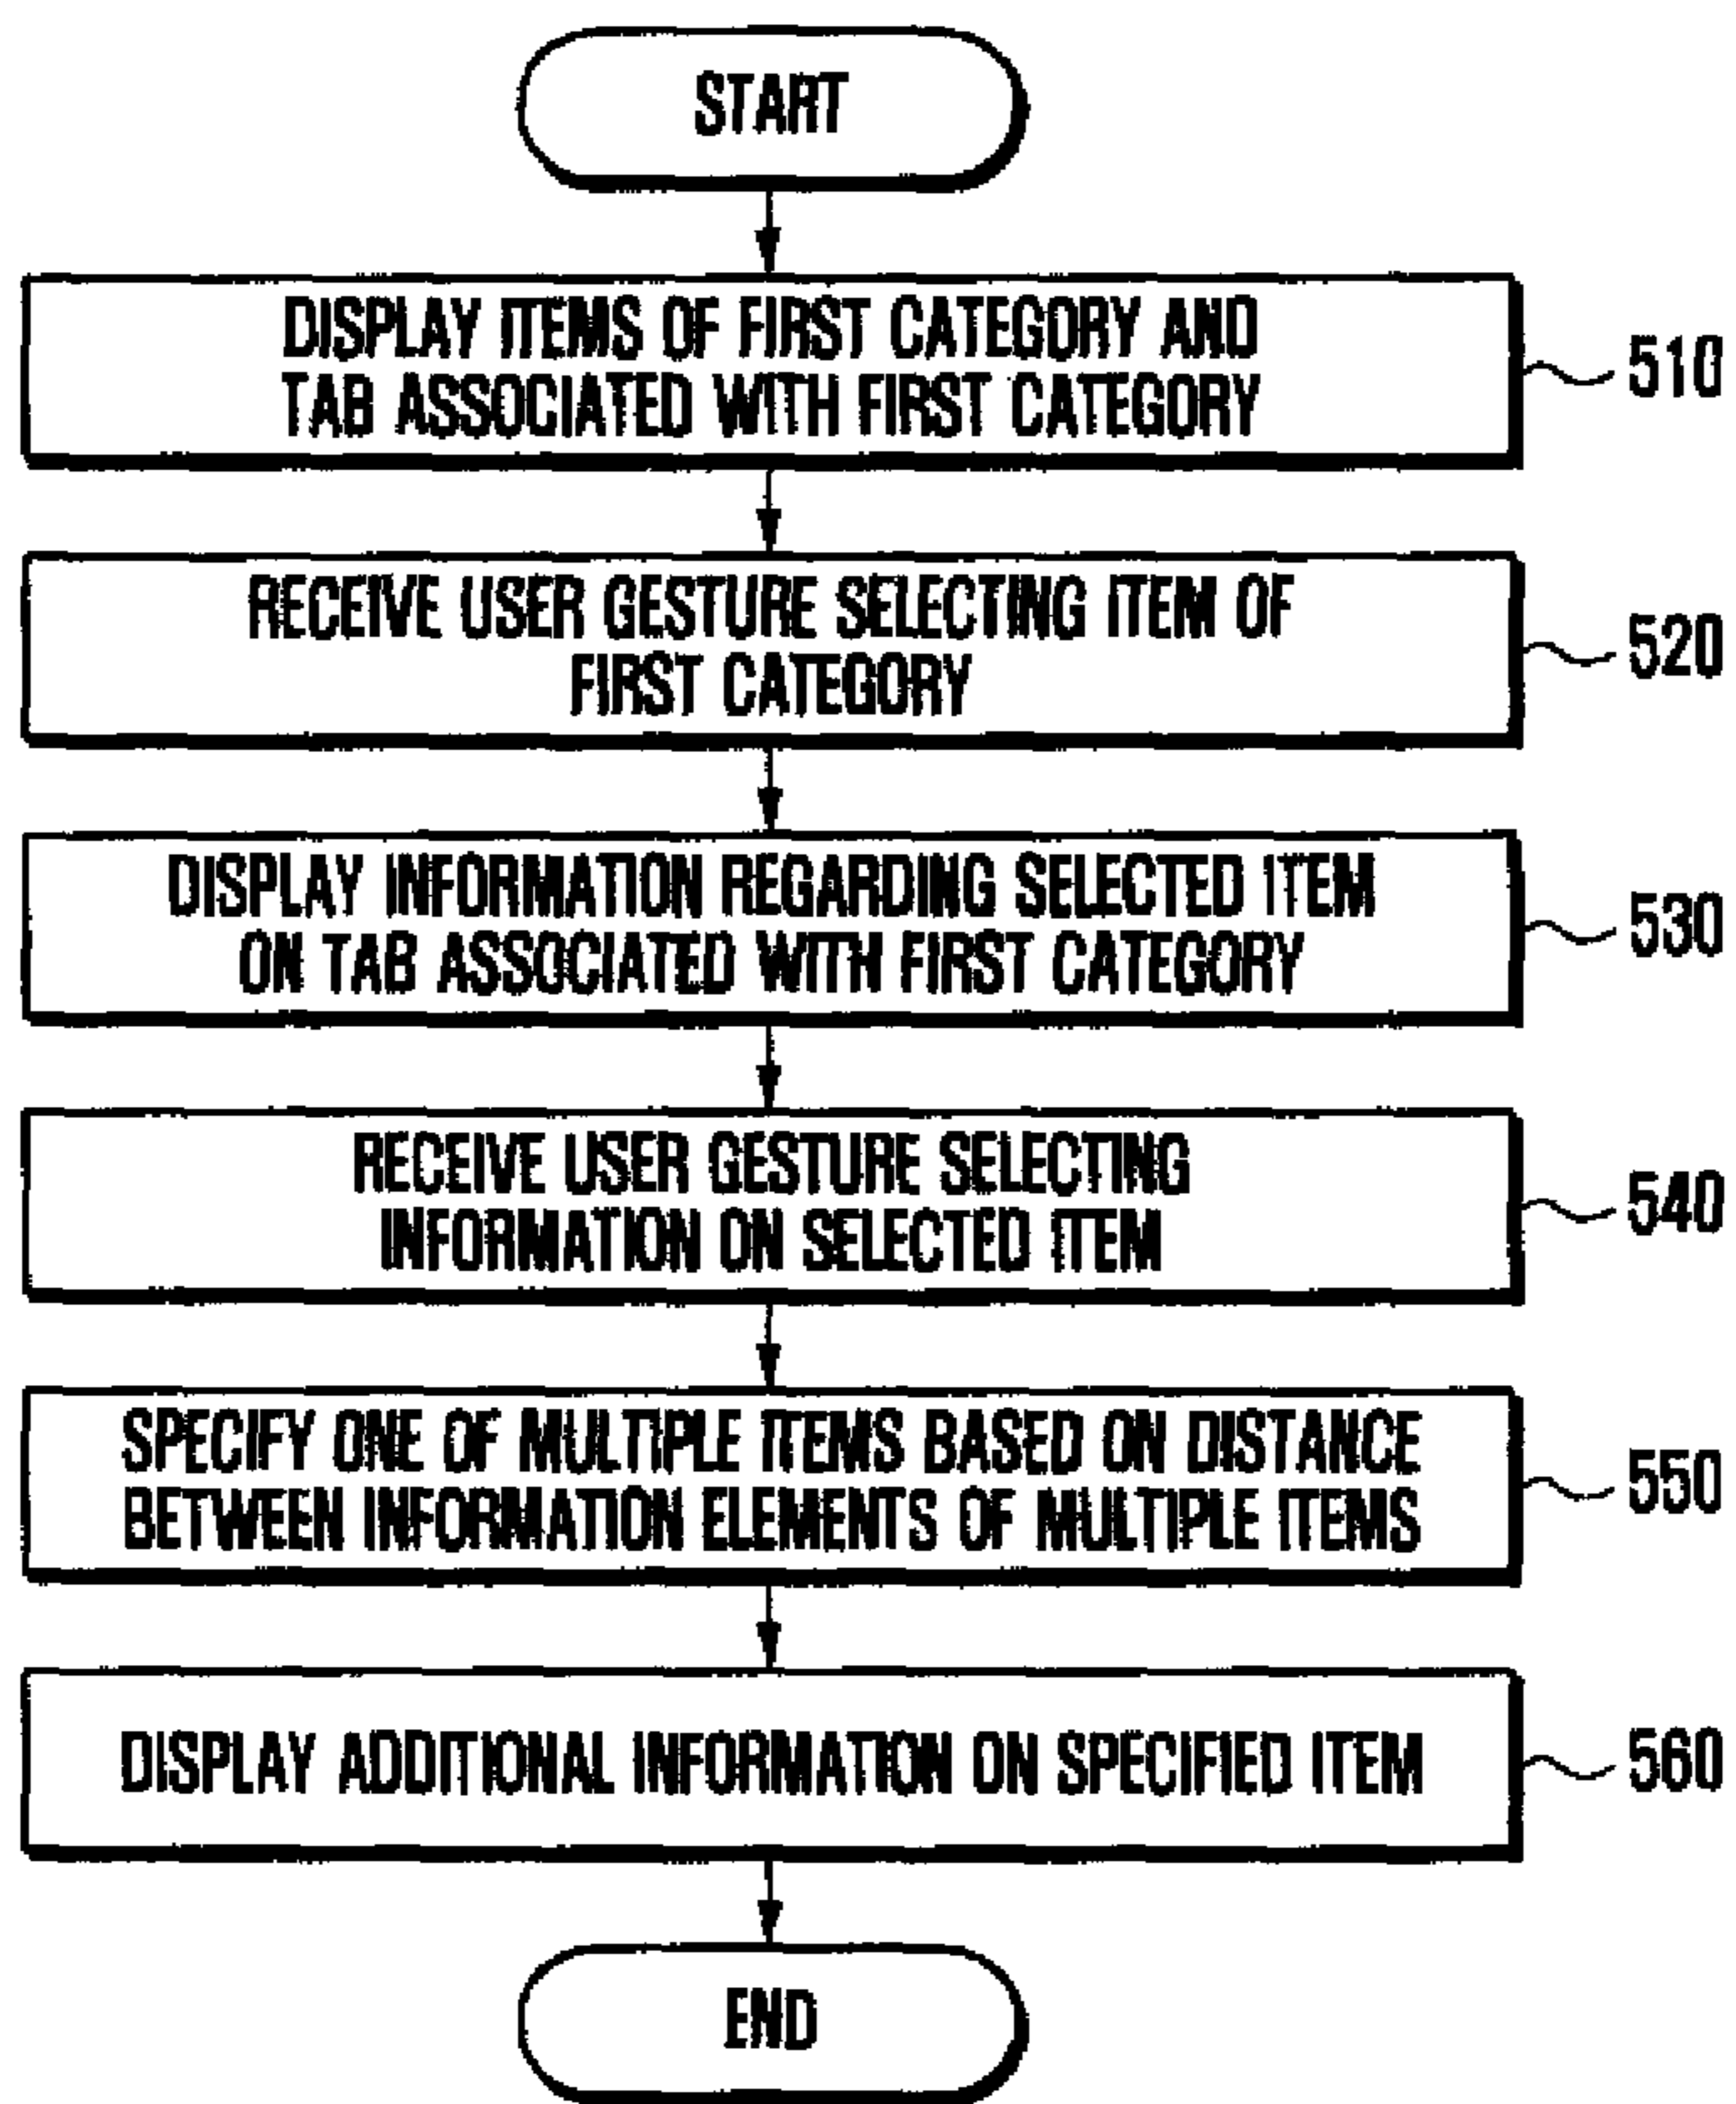 START
DISPLAY ITEMS OF FIRST CATEGORY AND
TAB ASSOCIATED WITH FIRST CATEGORY
510
RECEIVE USER GESTURE SELECTING ITEM OF
FIRST CATEGORY
520
DISPLAY INFORMATION REGARDING SELECTED ITEM
ON TAB ASSOCIATED WITH FIRST CATEGORY
530
RECEIVE USER GESTURE SELECTING
INFORMATION ON SELECTED ITEM
540
SPECIFY ONE OF MULTIPLE ITEMS BASED ON DISTANCE
BETWEEN INFORMATION ELEMENTS OF MULTIPLE ITEMS
550
DISPLAY ADDITIONAL INFORMATION ON SPECIFIED ITEM
560
END